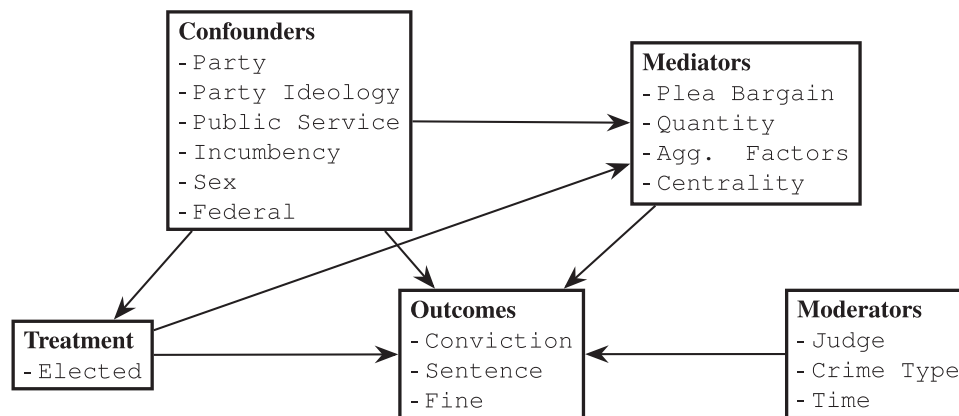 Confounders
- Party
- Party Ideology
- Public Service
- Incumbency
- Sex
- Federal
Mediators
- Plea Bargain
- Quantity
- Agg. Factors
- Centrality
Treatment
- Elected
Outcomes
- Conviction
- Sentence
- Fine
Moderators
- Judge
- Crime Type
- Time